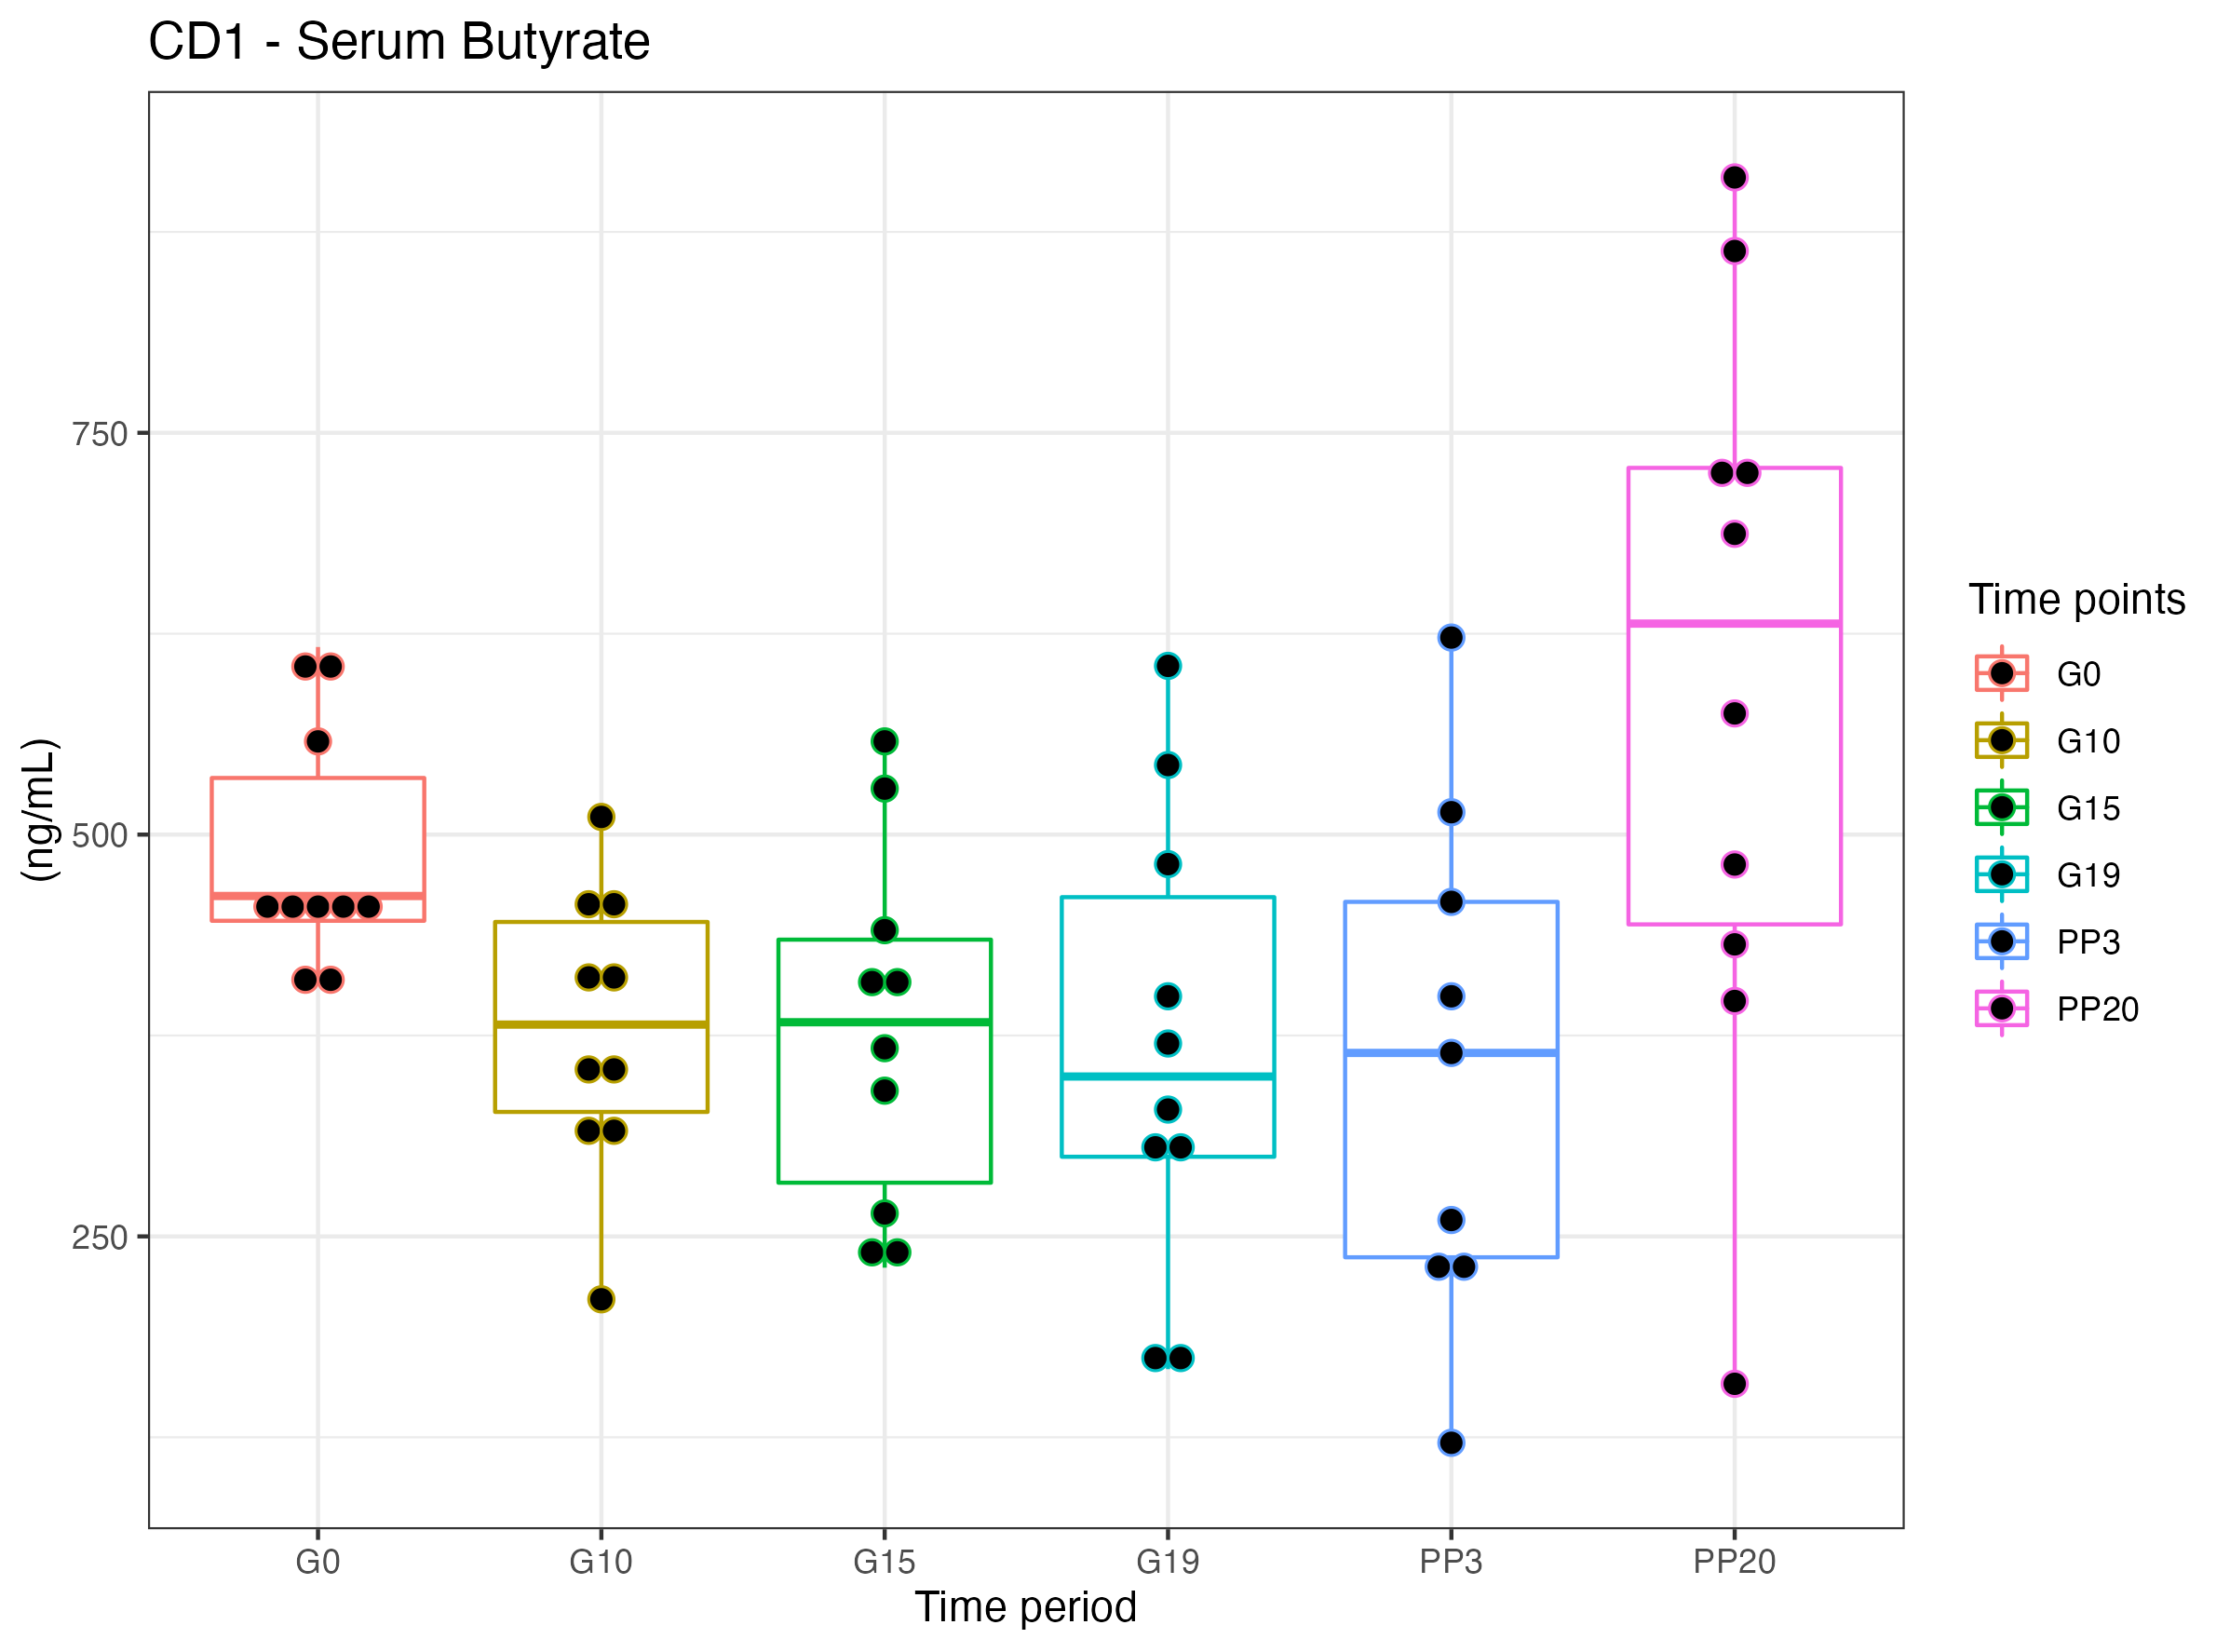 CD1 - Serum Butyrate
(ng/mL)
750
500
250
G0 G10 G15 G19 PP3 PP20
Time period
Time points
G0
G10
G15
G19
PP3
PP20